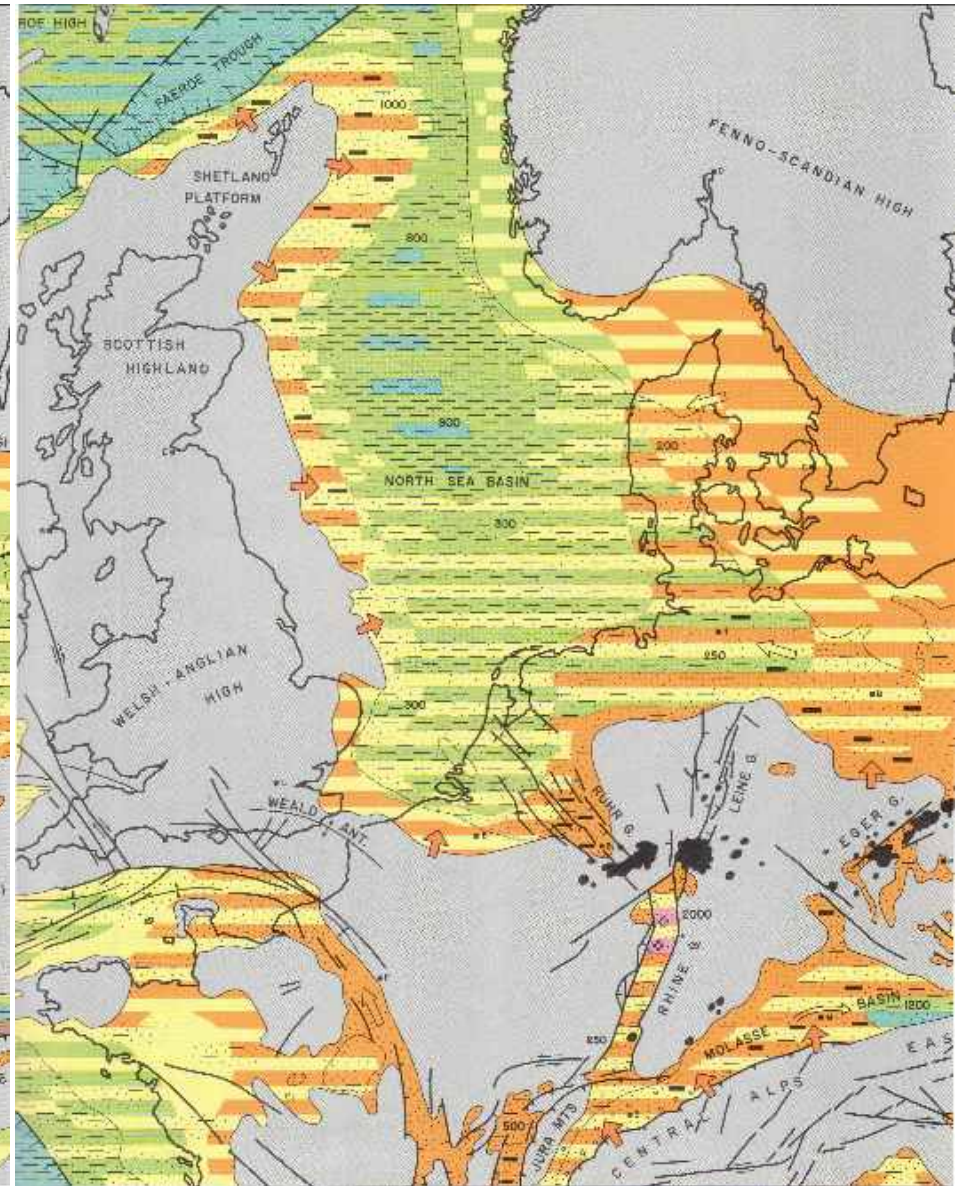 ROE HIGH
FAEROE TROUGH
1000
FENNO-SCANDIAN HIGH
SHETLAND
PLATFORM
800
SCOTTISH
HIGHLAND
900
200
NORTH SEA BASIN
300
250
WELSH-ANGLIAN
HIGH
300
RUHR G.
LEINE G.
WEALD
ANT.
EGER G.
2000
RHINE G
BASIN
1200
250
MOLASSE
EAS
ALPS
CENTRAL
500
JURA MTS